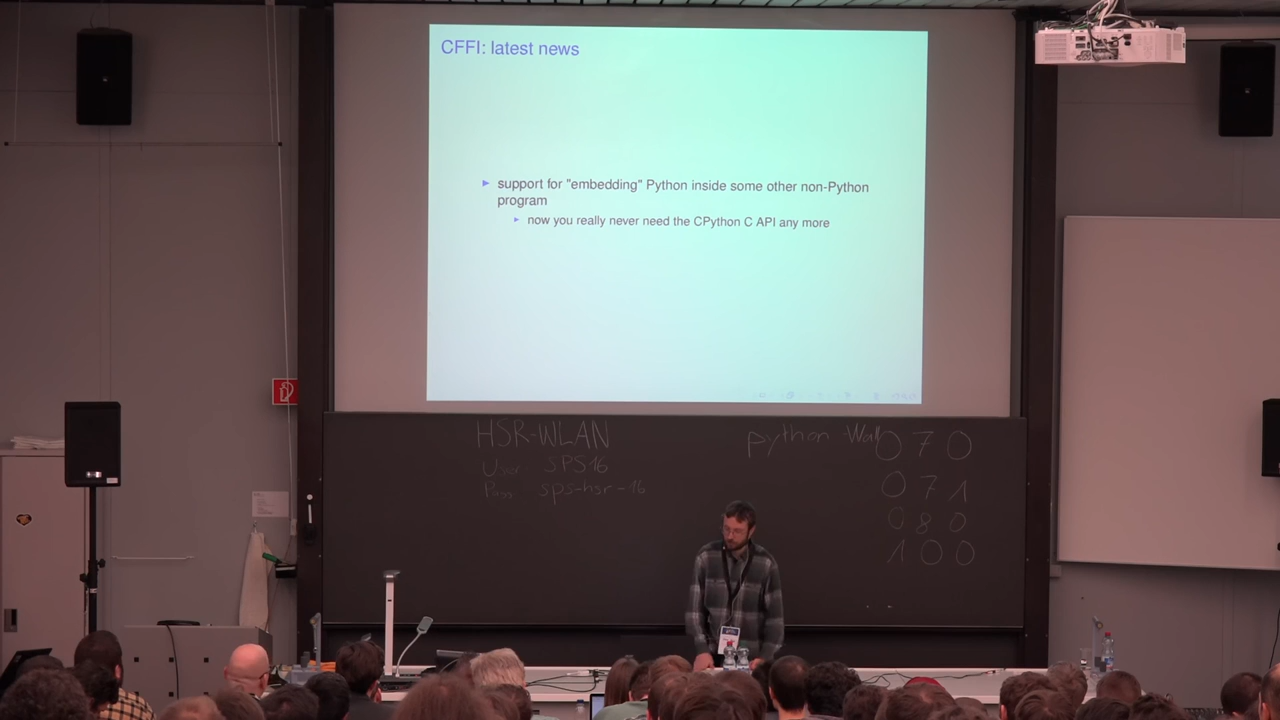 CFFI: latest news
► support for "embedding" Python inside some other non-Python
program
► now you really never need the CPython C API any more
HSR-WLAN
User: SPS16
Pass: sps-hsr-16
Python-Wall
070
071
080
100